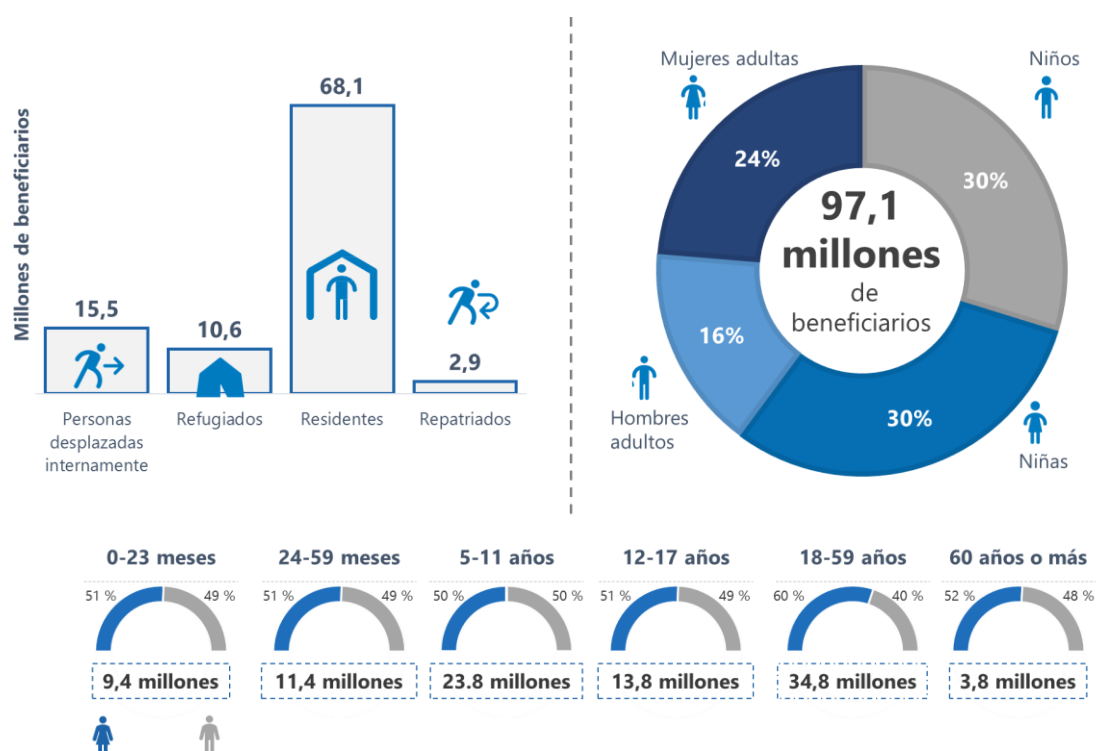 Millones de beneficiarios
15,5
10,6
68,1
2,9
Personas
desplazadas
internamente
Refugiados
Residentes
Repatriados
Mujeres adultas
Niños
24%
30%
97,1
millones
de
beneficiarios
16%
30%
Hombres
adultos
Niñas
0-23 meses
51 %
49 %
9,4 millones
24-59 meses
51 %
49 %
11,4 millones
5-11 años
50 %
50 %
23.8 millones
12-17 años
51 %
49 %
13,8 millones
18-59 años
60 %
40 %
34,8 millones
60 años o más
52 %
48 %
3,8 millones